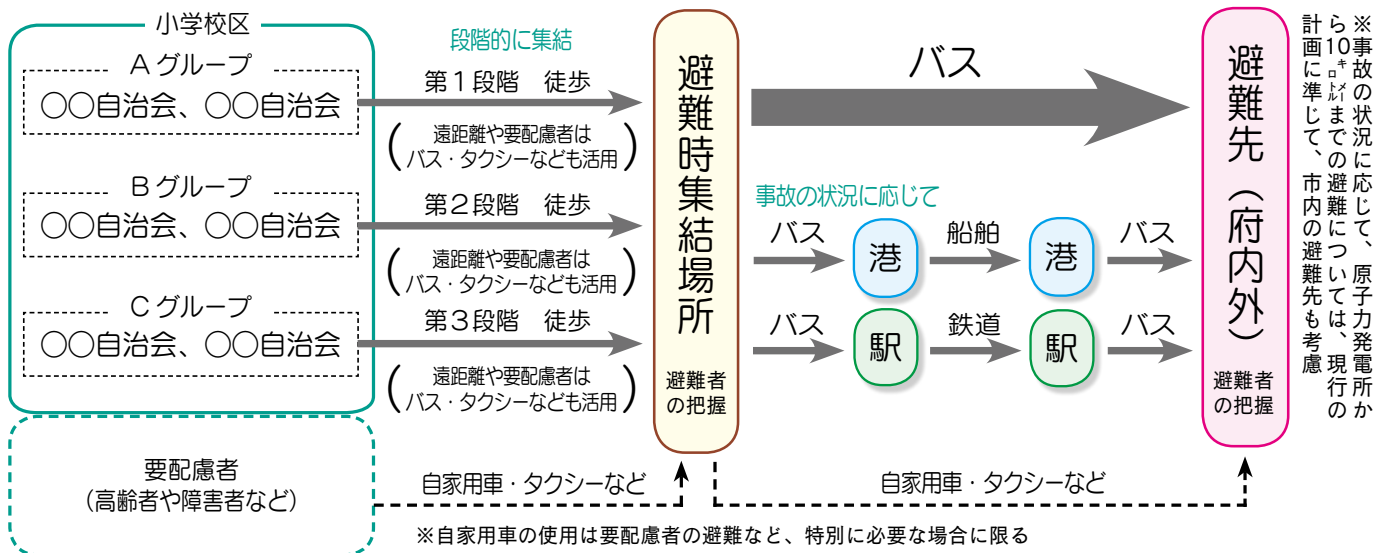 小学校区
Aグループ
〇〇自治会、〇〇自治会
Bグループ
〇〇自治会、〇〇自治会
Cグループ
〇〇自治会、〇〇自治会
要配慮者
(高齢者や障害者など)
段階的に集結
第1段階　徒歩
(遠距離や要配慮者は
バス・タクシーなども活用)
第2段階　徒歩
(遠距離や要配慮者は
バス・タクシーなども活用)
第3段階　徒歩
(遠距離や要配慮者は
バス・タクシーなども活用)
自家用車・タクシーなど
避難時集結場所
避難者
の把握
バス
事故の状況に応じて
バス
港
船舶
港
バス
バス
駅
鉄道
駅
バス
自家用車・タクシーなど
避難先（府内外）
避難者
の把握
※事故の状況に応じて、原子力発電所か
ら10㌔㍍までの避難については、現行の
計画に準じて、市内の避難先も考慮
※自家用車の使用は要配慮者の避難など、特別に必要な場合に限る